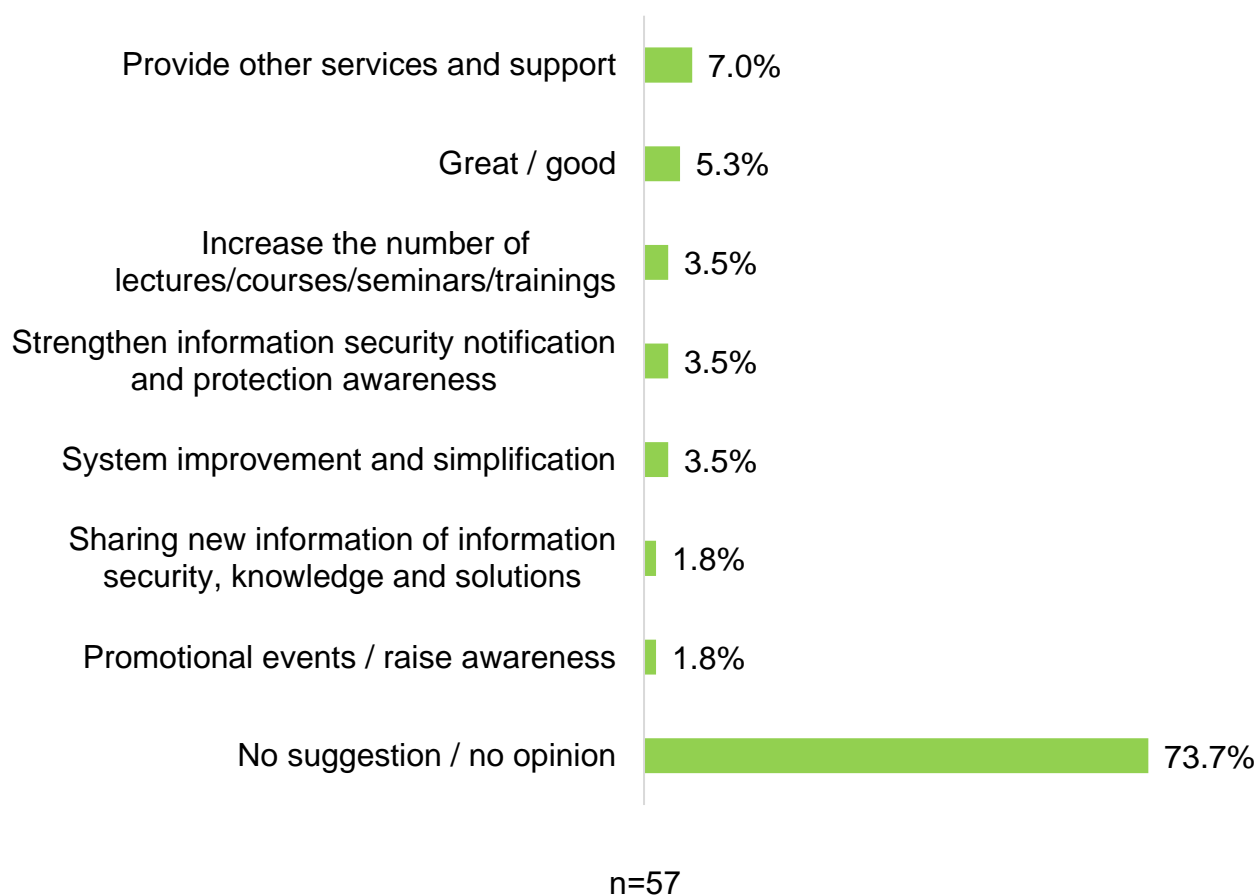 Provide other services and support 7.0%
Great / good 5.3%
Increase the number of
lectures/courses/seminars/trainings 3.5%
Strengthen information security notification
and protection awareness 3.5%
System improvement and simplification 3.5%
Sharing new information of information
security, knowledge and solutions 1.8%
Promotional events / raise awareness 1.8%
No suggestion / no opinion 73.7%
n=57